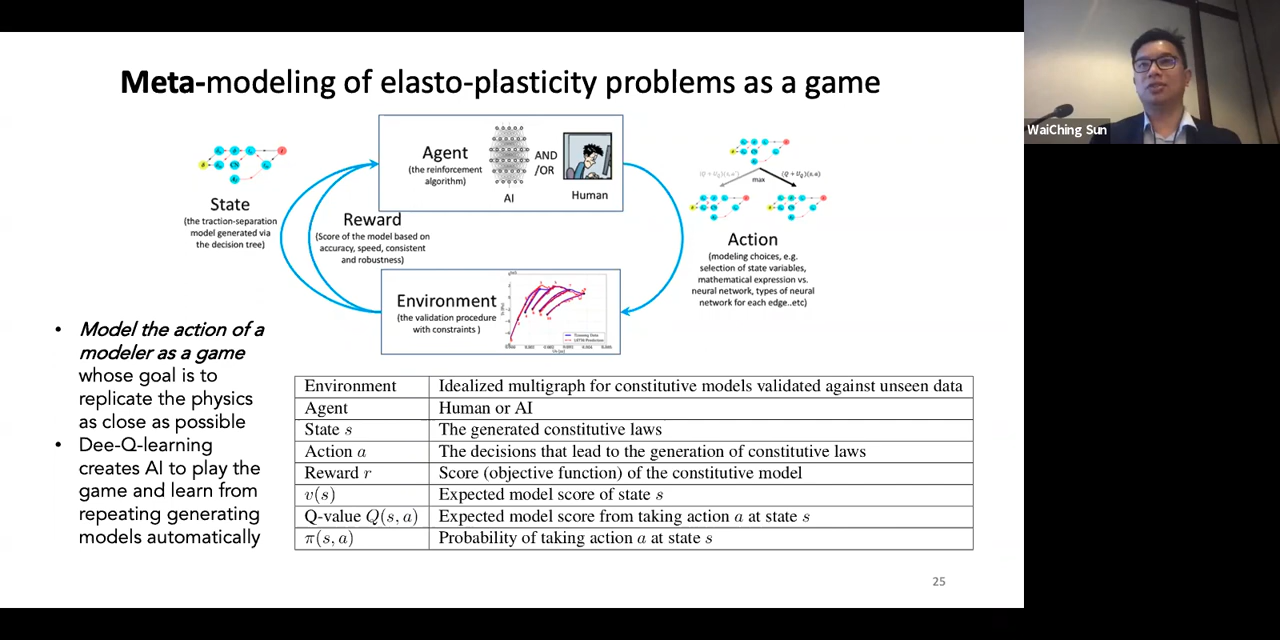 Meta-modeling of elasto-plasticity problems as a game
WaiChing Sun
State
(the traction-separation
model generated via
the decision tree)
Reward
(Score of the model based on
accuracy, speed, consistent
and robustness)
Agent
(the reinforcement
algorithm)
AI
AND
/OR
Human
Environment
(the validation procedure
with constraints )
max
Action
(modeling choices, e.g.
selection of state variables,
mathematical expression vs.
neural network, types of neural
network for each edge..etc)
• Model the action of a
modeler as a game
whose goal is to
replicate the physics
as close as possible
• Dee-Q-learning
creates AI to play the
game and learn from
repeating generating
models automatically
Environment Idealized multigraph for constitutive models validated against unseen data
Agent Human or AI
State s The generated constitutive laws
Action a The decisions that lead to the generation of constitutive laws
Reward r Score (objective function) of the constitutive model
v(s) Expected model score of state s
Q-value Q(s, a) Expected model score from taking action a at state s
π(s, a) Probability of taking action a at state s
25